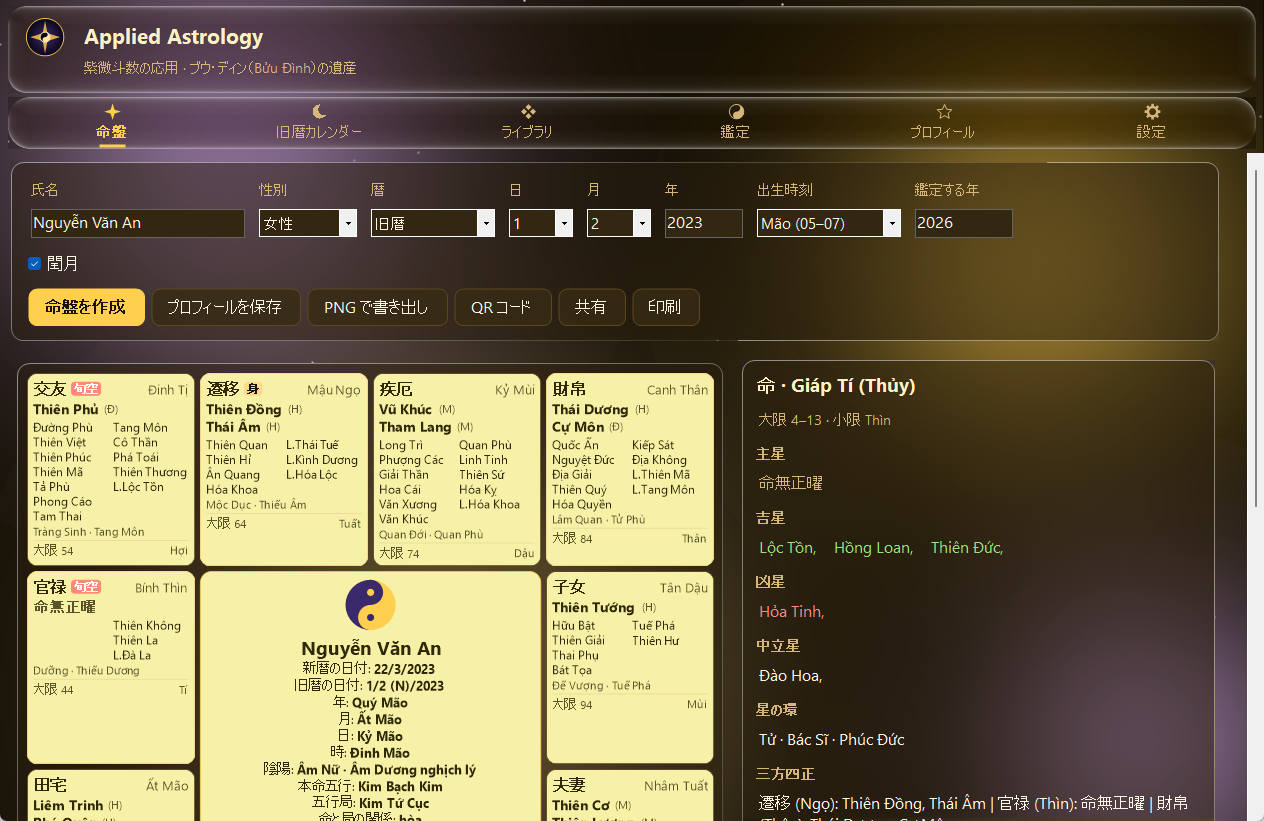 Applied Astrology
紫微斗数の応用 · ブウ·ディン(Bửu Đình)の遺産
命盤
旧暦カレンダー
ライブラリ
鑑定
プロフィール
設定
氏名
性別
暦
日
月
年
出生時刻
鑑定する年
Nguyễn Văn An
女性
旧暦
1
2
2023
Mão (05–07)
2026
閏月
命盤を作成
プロフィールを保存
PNG で書き出し
QR コード
共有
印刷
交友 旬空 Đinh Tị
Thiên Phủ (Đ)
Đường Phù Tang Môn
Thiên Việt Cô Thần
Thiên Phúc Phá Toái
Thiên Mã Thiên Thương
Tả Phù L.Lộc Tồn
Phong Cáo
Tam Thai
Tràng Sinh · Tang Môn
大限 54 Hợi
遷移 身 Mậu Ngọ
Thiên Đồng (H)
Thái Âm (H)
Thiên Quan L.Thái Tuế
Thiên Hỉ L.Kình Dương
Ân Quang L.Hóa Lộc
Hóa Khoa
Mộc Dục · Thiếu Âm
大限 64 Tuất
疾厄 Kỷ Mùi
Vũ Khúc (M)
Tham Lang (M)
Long Trì Quan Phù
Phượng Các Linh Tinh
Giải Thần Thiên Sứ
Hoa Cái Hóa Kỵ
Văn Xương L.Hóa Khoa
Văn Khúc
Quan Đới · Quan Phù
大限 74 Dậu
財帛 Canh Thân
Thái Dương (H)
Cự Môn (Đ)
Quốc Ấn Kiếp Sát
Nguyệt Đức Địa Không
Địa Giải L.Thiên Mã
Thiên Quý L.Tang Môn
Hóa Quyền
Lâm Quan · Tử Phù
大限 84 Thân
官禄 旬空 Bính Thìn
命無正曜
Thiên Không
Thiên La
L.Đà La
Dưỡng · Thiếu Dương
大限 44 Tí
Nguyễn Văn An
新暦の日付: 22/3/2023
旧暦の日付: 1/2 (N)/2023
年: Quý Mão
月: Ất Mão
日: Kỷ Mão
時: Đinh Mão
陰陽: Âm Nữ · Âm Dương nghịch lý
本命五行: Kim Bạch Kim
五行局: Kim Tứ Cục
命と局の関係: hòa
子女 Tân Dậu
Thiên Tướng (H)
Hữu Bật Tuế Phá
Thiên Giải Thiên Hư
Thai Phụ
Bát Tọa
Đế Vượng · Tuế Phá
大限 94 Mùi
田宅 Ất Mão
Liêm Trinh (H)
夫妻 Nhâm Tuất
Thiên Cơ (M)
命 · Giáp Tí (Thủy)
大限 4–13 · 小限 Thìn
主星
命無正曜
吉星
Lộc Tồn, Hồng Loan, Thiên Đức,
凶星
Hỏa Tinh,
中立星
Đào Hoa,
星の環
Tử · Bác Sĩ · Phúc Đức
三方四正
遷移 (Ngọ): Thiên Đồng, Thái Âm | 官禄 (Thìn): 命無正曜 | 財帛